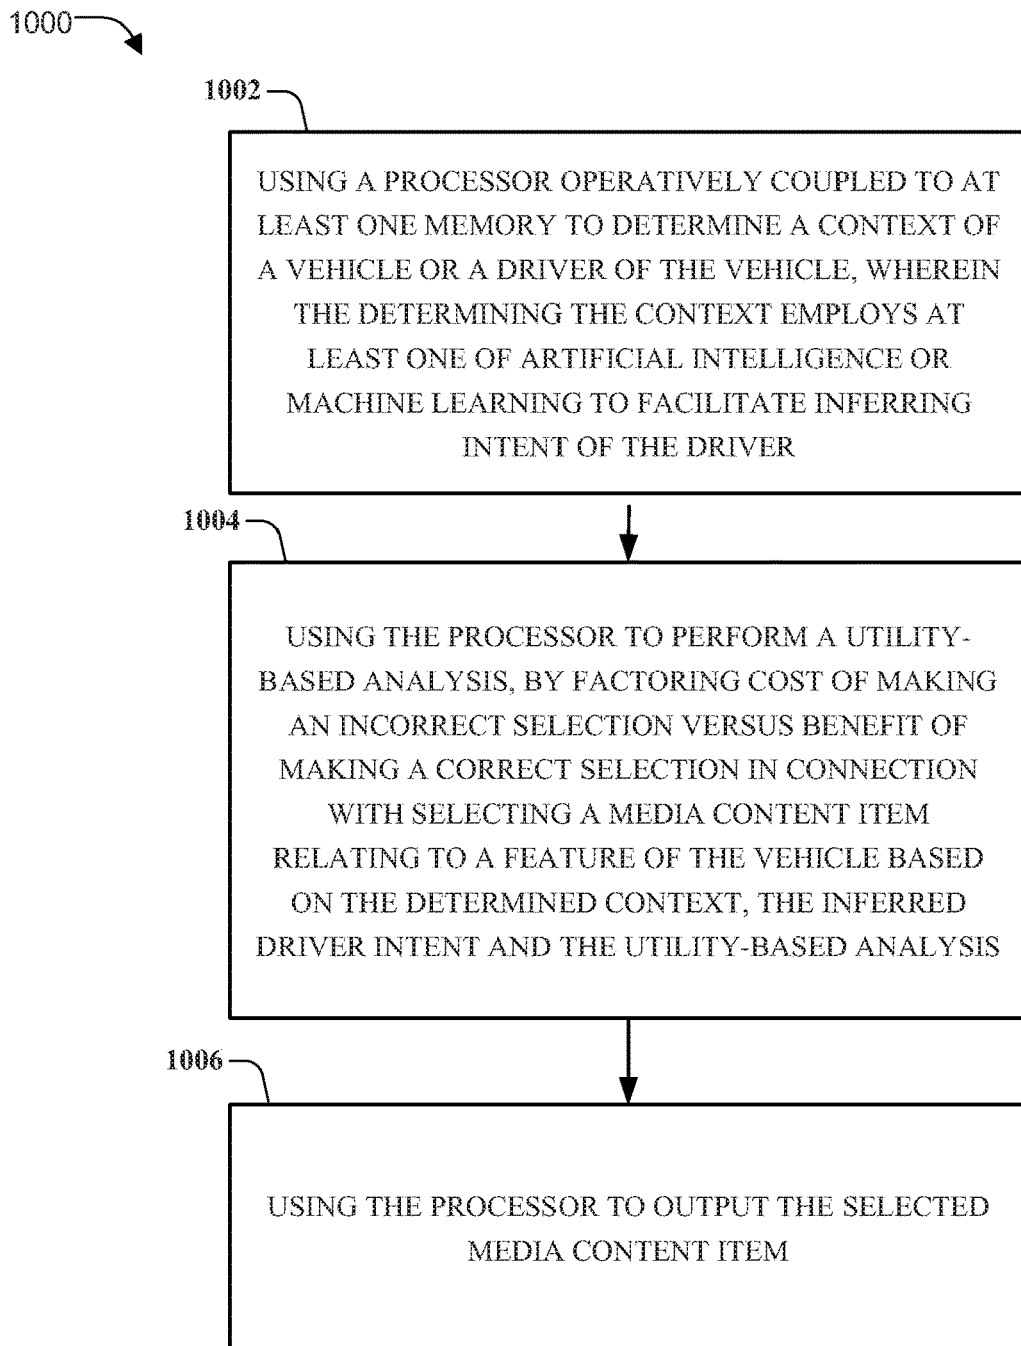 1000
1002
USING A PROCESSOR OPERATIVELY COUPLED TO AT
LEAST ONE MEMORY TO DETERMINE A CONTEXT OF
A VEHICLE OR A DRIVER OF THE VEHICLE, WHEREIN
THE DETERMINING THE CONTEXT EMPLOYS AT
LEAST ONE OF ARTIFICIAL INTELLIGENCE OR
MACHINE LEARNING TO FACILITATE INFERRING
INTENT OF THE DRIVER
1004
USING THE PROCESSOR TO PERFORM A UTILITY-
BASED ANALYSIS, BY FACTORING COST OF MAKING
AN INCORRECT SELECTION VERSUS BENEFIT OF
MAKING A CORRECT SELECTION IN CONNECTION
WITH SELECTING A MEDIA CONTENT ITEM
RELATING TO A FEATURE OF THE VEHICLE BASED
ON THE DETERMINED CONTEXT, THE INFERRED
DRIVER INTENT AND THE UTILITY-BASED ANALYSIS
1006
USING THE PROCESSOR TO OUTPUT THE SELECTED
MEDIA CONTENT ITEM